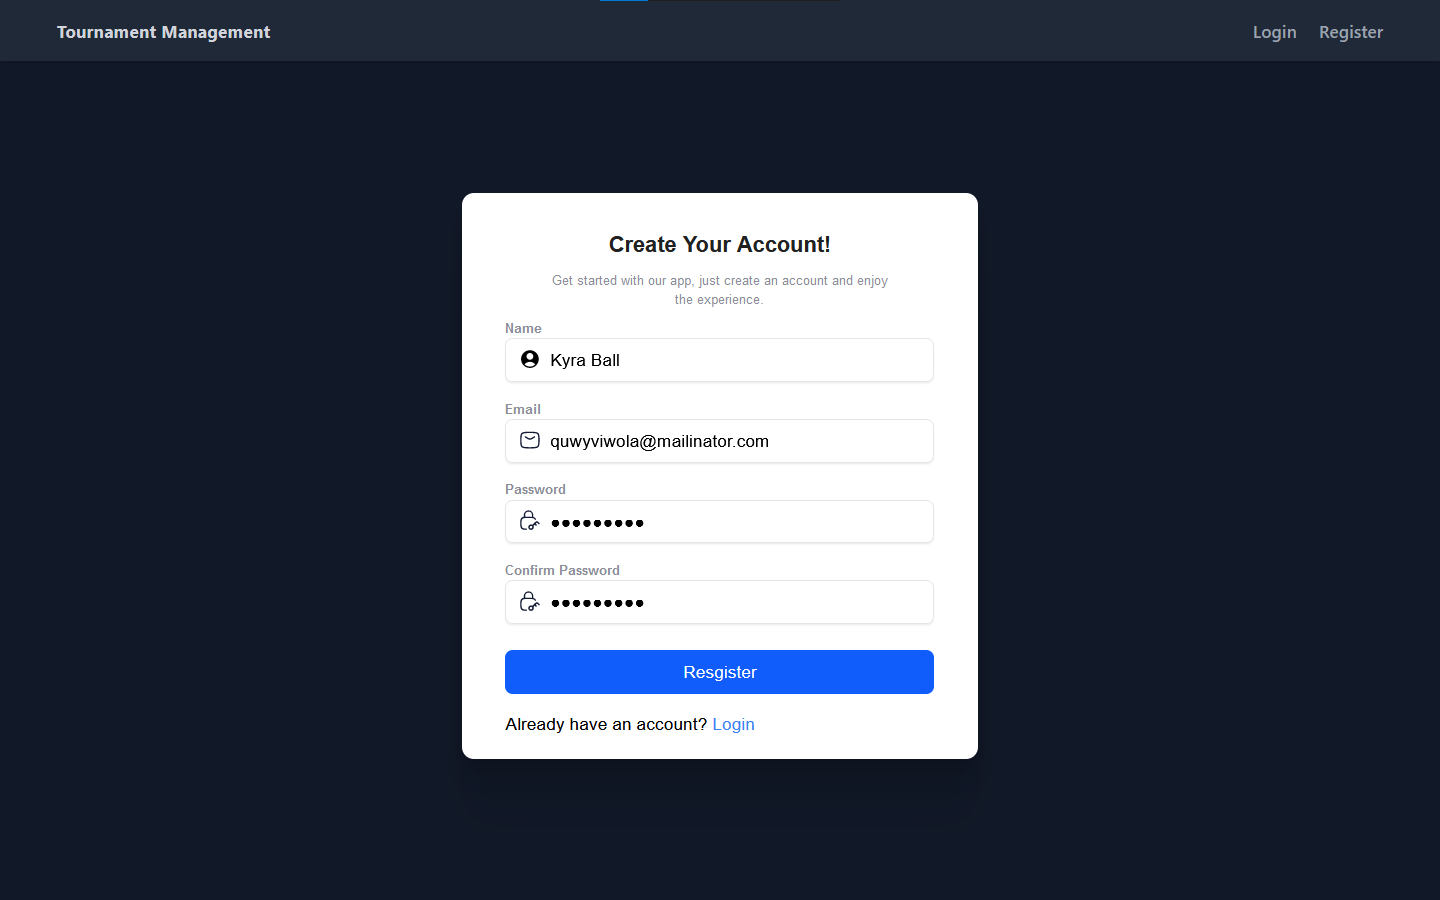 Tournament Management
Login
Register
Create Your Account!
Get started with our app, just create an account and enjoy
the experience.
Name
Kyra Ball
Email
quwyviwola@mailinator.com
Password
●●●●●●●●●
Confirm Password
●●●●●●●●●
Resgister
Already have an account? Login